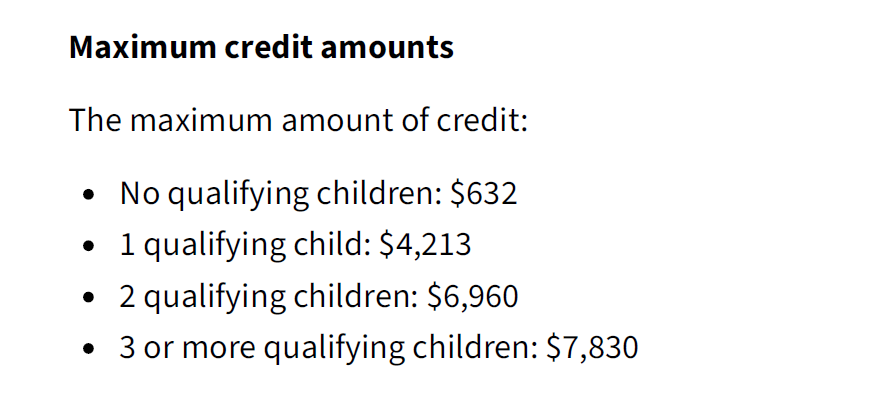 Maximum credit amounts
The maximum amount of credit:
• No qualifying children: $632
• 1 qualifying child: $4,213
• 2 qualifying children: $6,960
• 3 or more qualifying children: $7,830